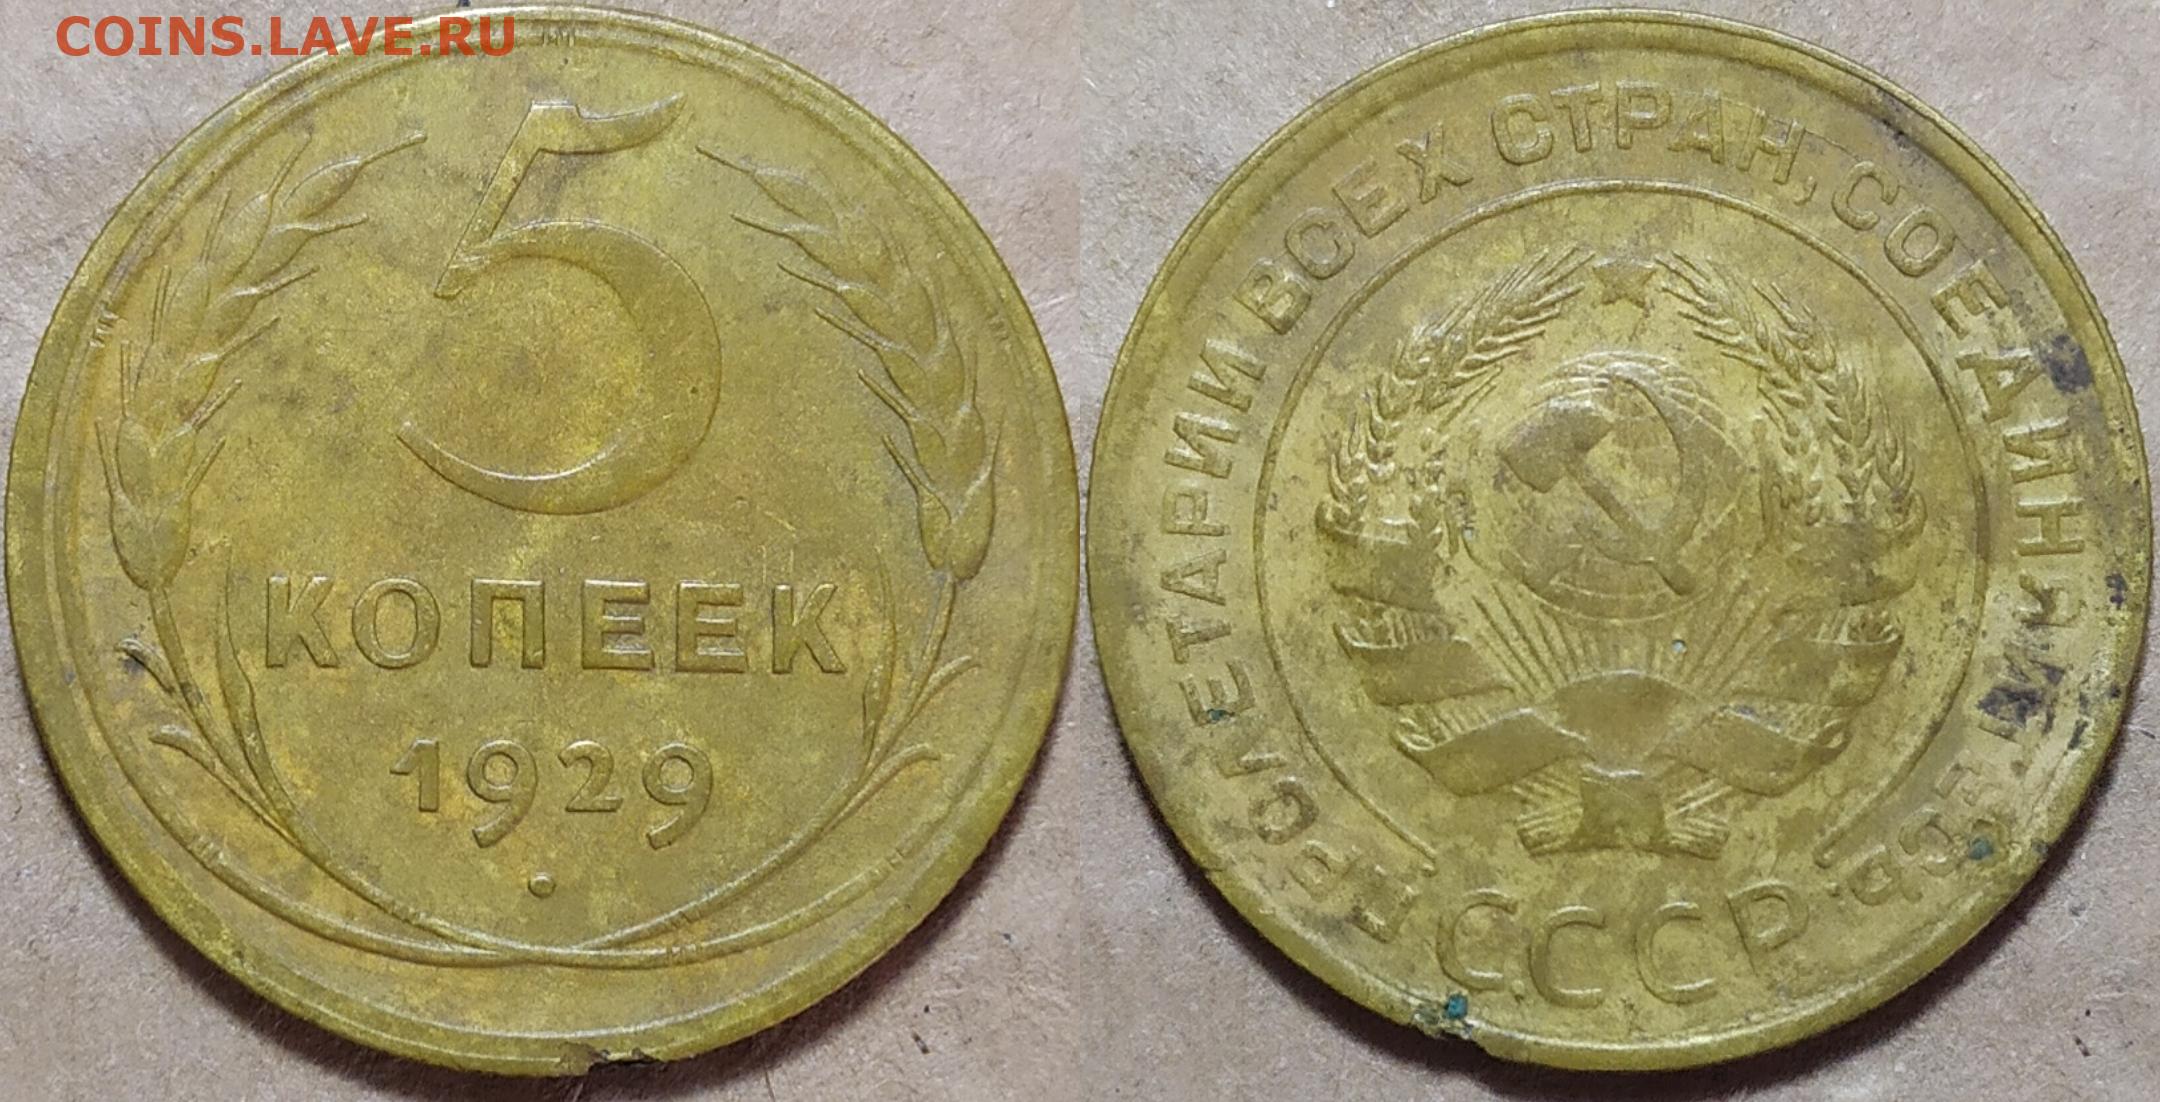 COINS.LAVE.RU
5
КОПЕЕК
1929
ПРОЛЕТАРИИ ВСЕХ СТРАН, СОЕДИНЯЙТЕСЬ.
СССР